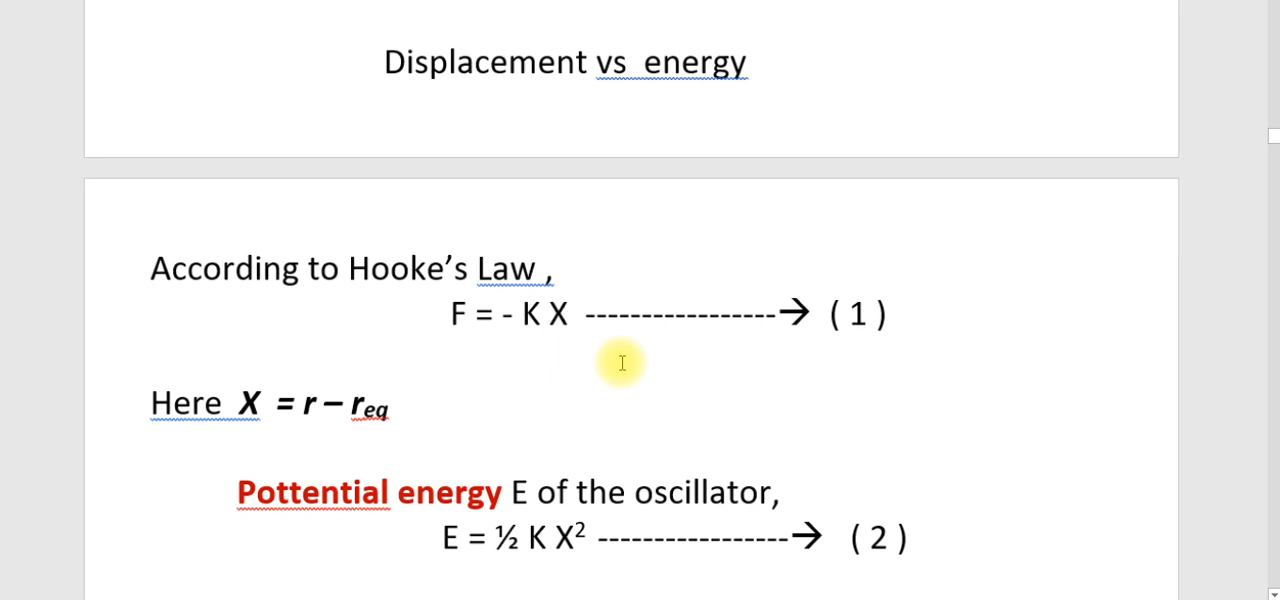 Displacement vs  energy
According to Hooke’s Law ,
F = - K X -----------------→ ( 1 )
Here  X  = r – req
Pottential energy E of the oscillator,
E = ½ K X² -----------------→  ( 2 )